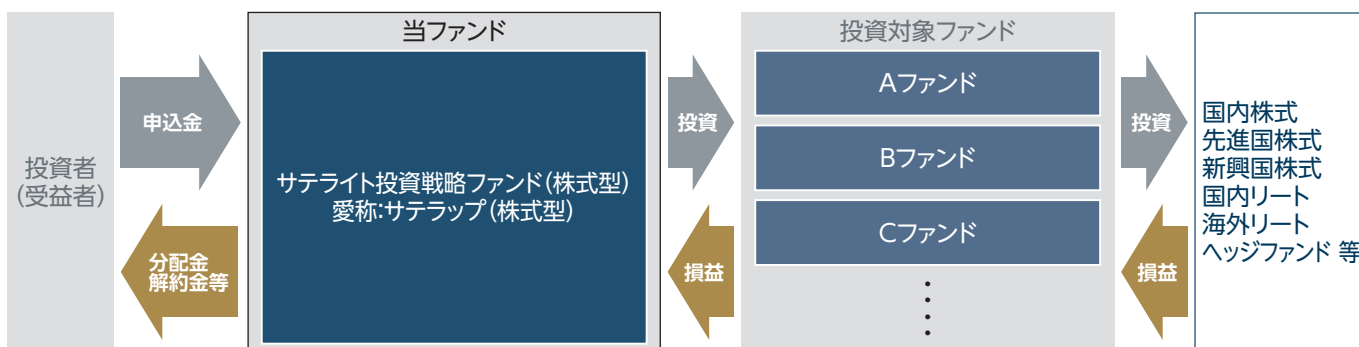 投資者
(受益者)
申込金
分配金
解約金等
当ファンド
サテライト投資戦略ファンド(株式型)
愛称:サテラップ(株式型)
投資
損益
投資対象ファンド
Aファンド
Bファンド
Cファンド
・・・・
投資
損益
国内株式
先進国株式
新興国株式
国内リート
海外リート
ヘッジファンド 等